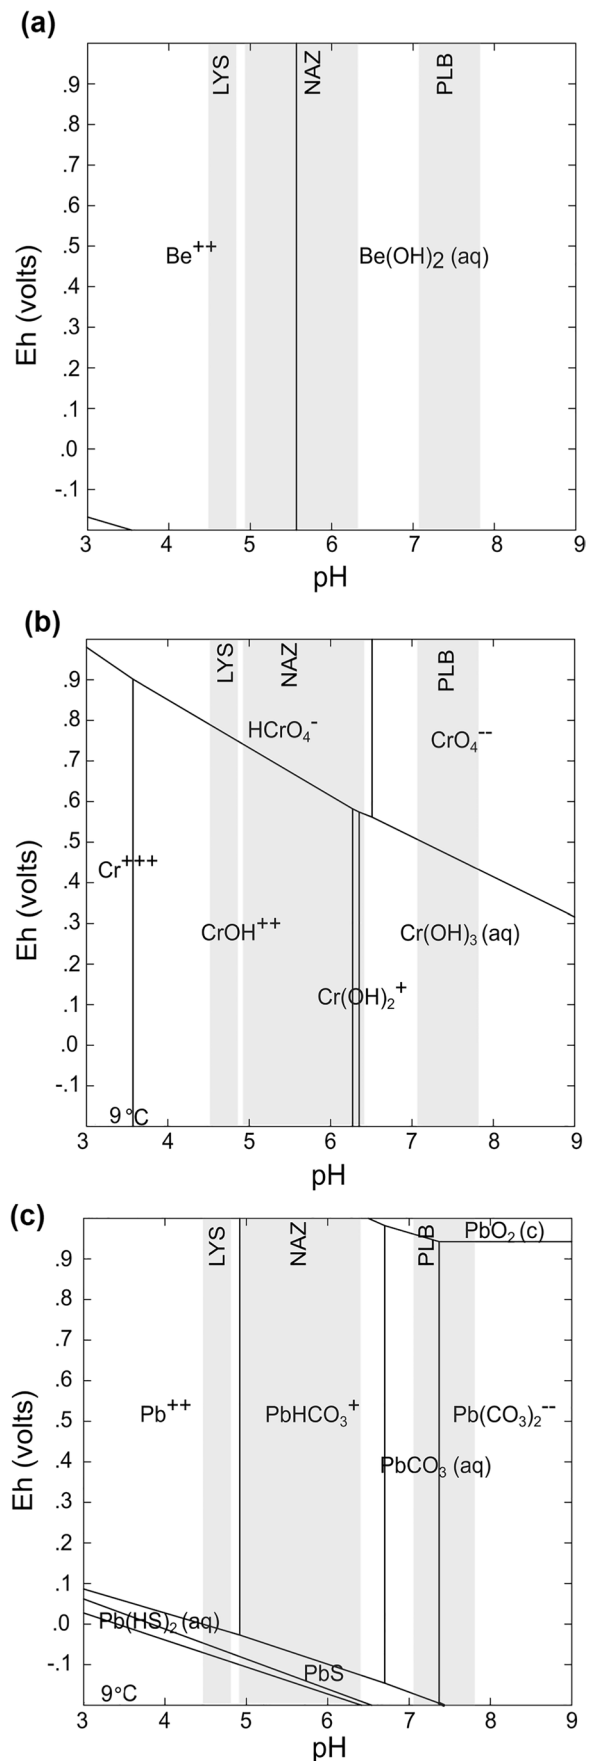 (a)
LYS NAZ PLB
.9
.8
.7
.6
.5
.4
.3
.2
.1
.0
-.1
Eh (volts)
Be++
Be(OH)2 (aq)
3 4 5 6 7 8 9
pH
(b)
LYS NAZ PLB
.9
.8
.7
.6
.5
.4
.3
.2
.1
.0
-.1
Eh (volts)
HCrO4-
CrO4--
Cr+++
CrOH++
Cr(OH)3 (aq)
Cr(OH)2+
9 °C
3 4 5 6 7 8 9
pH
(c)
LYS NAZ PLB
PbO2 (c)
.9
.8
.7
.6
.5
.4
.3
.2
.1
.0
-.1
Eh (volts)
Pb++
PbHCO3+
Pb(CO3)2--
PbCO3 (aq)
Pb(HS)2 (aq)
PbS
9°C
3 4 5 6 7 8 9
pH